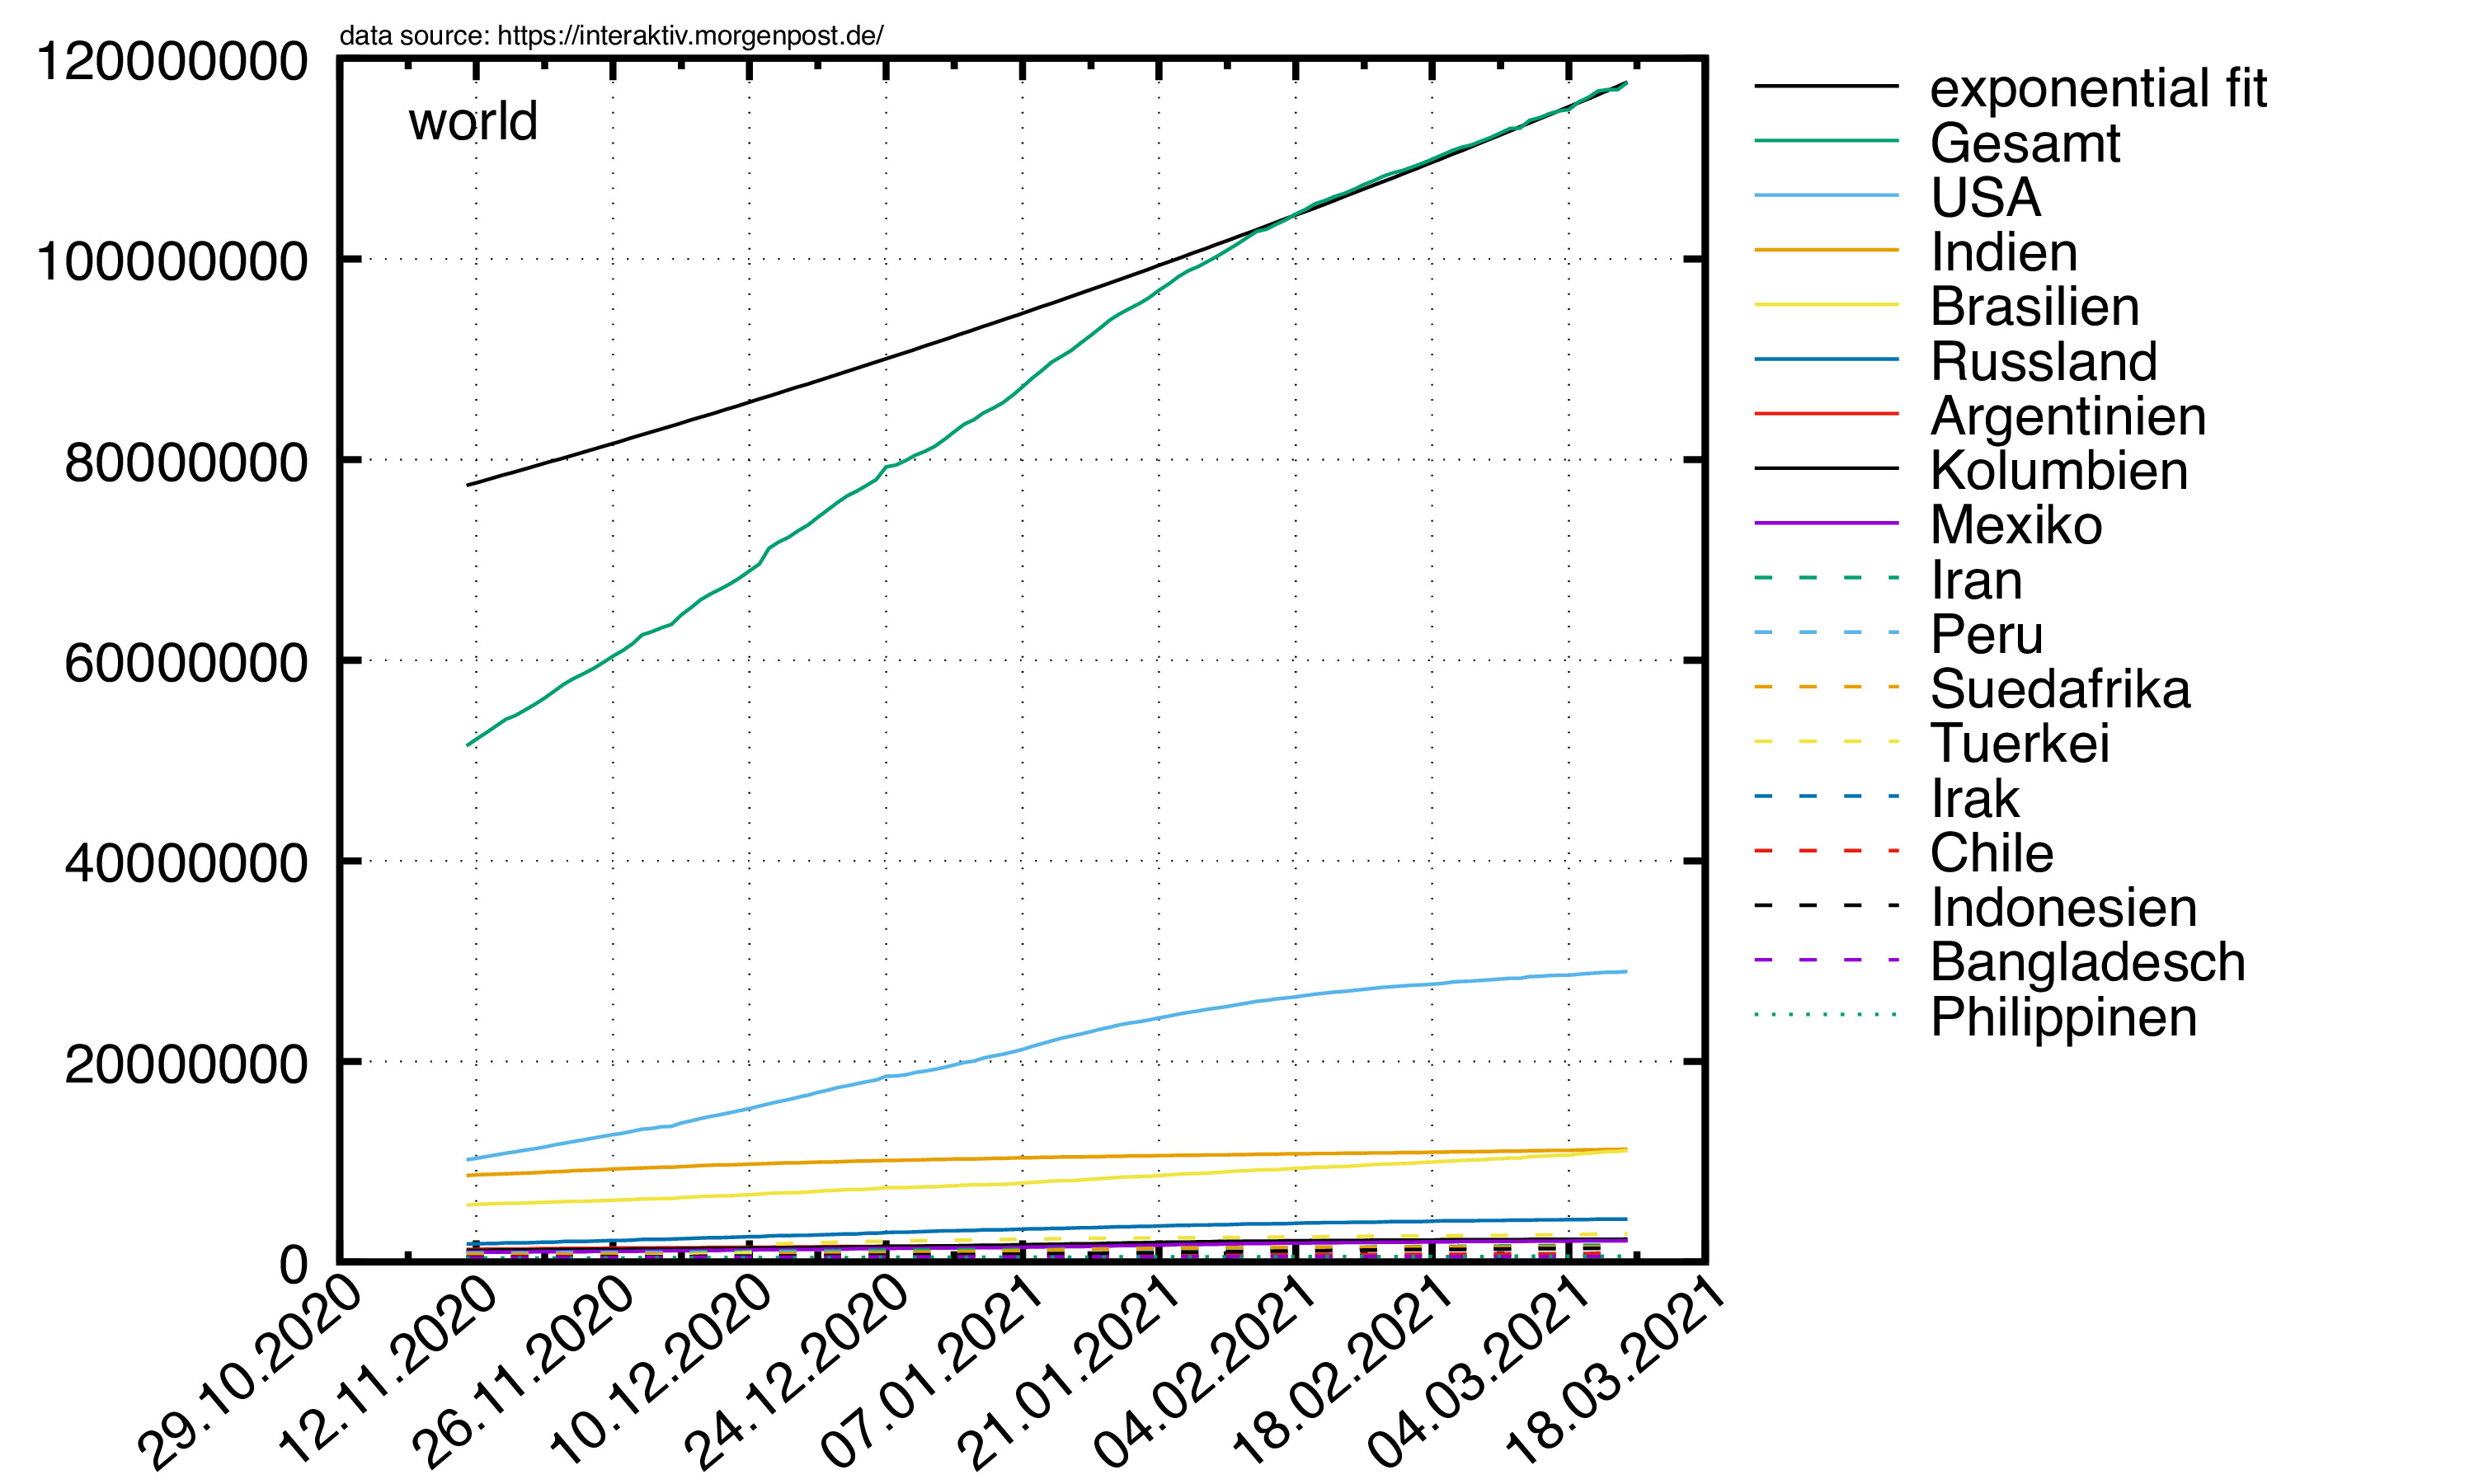 data source: https://interaktiv.morgenpost.de/
world
120000000
100000000
80000000
60000000
40000000
20000000
0
29.10.2020
12.11.2020
26.11.2020
10.12.2020
24.12.2020
07.01.2021
21.01.2021
04.02.2021
18.02.2021
04.03.2021
18.03.2021
exponential fit
Gesamt
USA
Indien
Brasilien
Russland
Argentinien
Kolumbien
Mexiko
Iran
Peru
Suedafrika
Tuerkei
Irak
Chile
Indonesien
Bangladesch
Philippinen